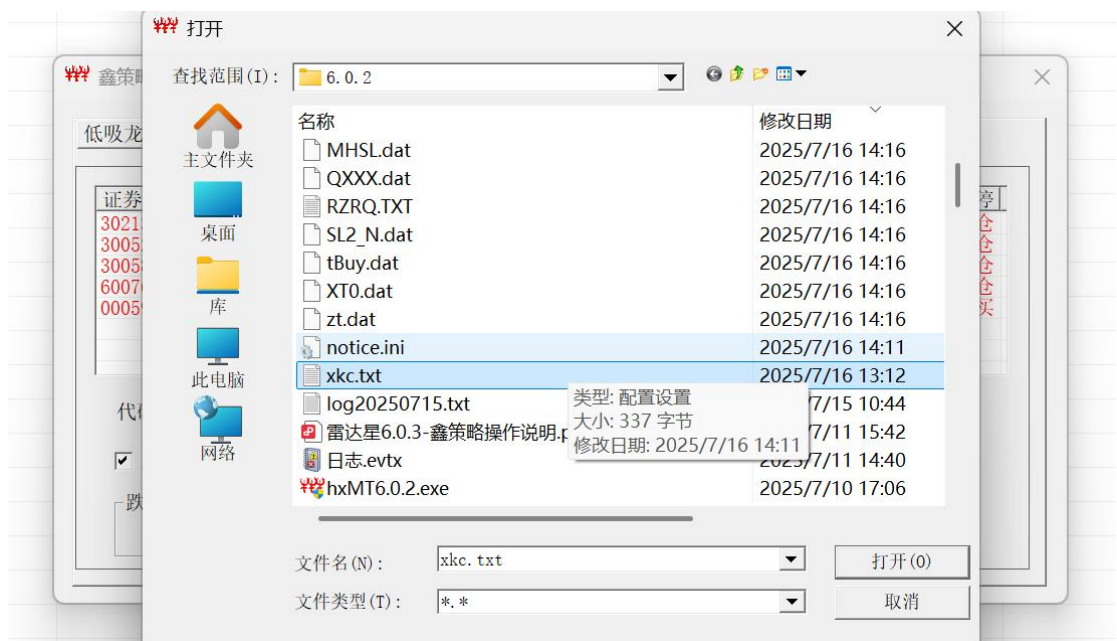 打开
鑫策略
查找范围(I):
6.0.2
低吸龙
名称
修改日期
主文件夹
MHSL.dat
2025/7/16 14:16
QXXX.dat
2025/7/16 14:16
证券
RZRQ.TXT
2025/7/16 14:16
停
3021
桌面
SL2_N.dat
2025/7/16 14:16
仓
3005
tBuy.dat
2025/7/16 14:16
仓
3005
XT0.dat
2025/7/16 14:16
仓
6007
库
zt.dat
2025/7/16 14:16
仓
0005
买
notice.ini
2025/7/16 14:11
此电脑
xkc.txt
2025/7/16 13:12
类型: 配置设置
log20250715.txt
7/15 10:44
大小: 337 字节
雷达星6.0.3-鑫策略操作说明.p
7/11 15:42
修改日期: 2025/7/16 14:11
网络
日志.evtx
2025/7/11 14:40
hxMT6.0.2.exe
2025/7/10 17:06
跌
文件名(N):
xkc.txt
打开(O)
文件类型(T):
*.*
取消